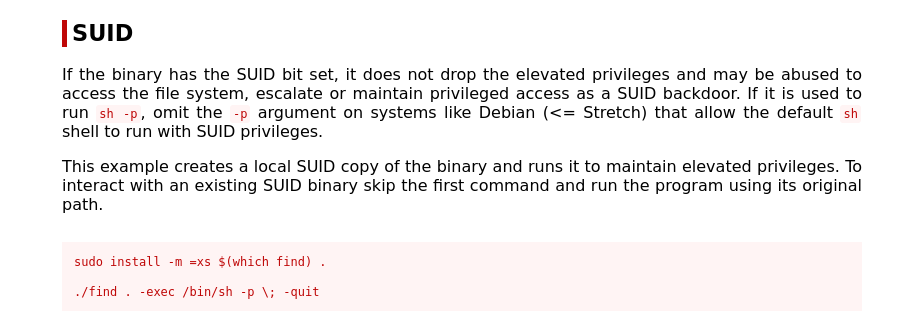 SUID
If the binary has the SUID bit set, it does not drop the elevated privileges and may be abused to
access the file system, escalate or maintain privileged access as a SUID backdoor. If it is used to
run sh -p, omit the -p argument on systems like Debian (<= Stretch) that allow the default sh
shell to run with SUID privileges.
This example creates a local SUID copy of the binary and runs it to maintain elevated privileges. To
interact with an existing SUID binary skip the first command and run the program using its original
path.
sudo install -m =xs $(which find) .
./find . -exec /bin/sh -p \; -quit